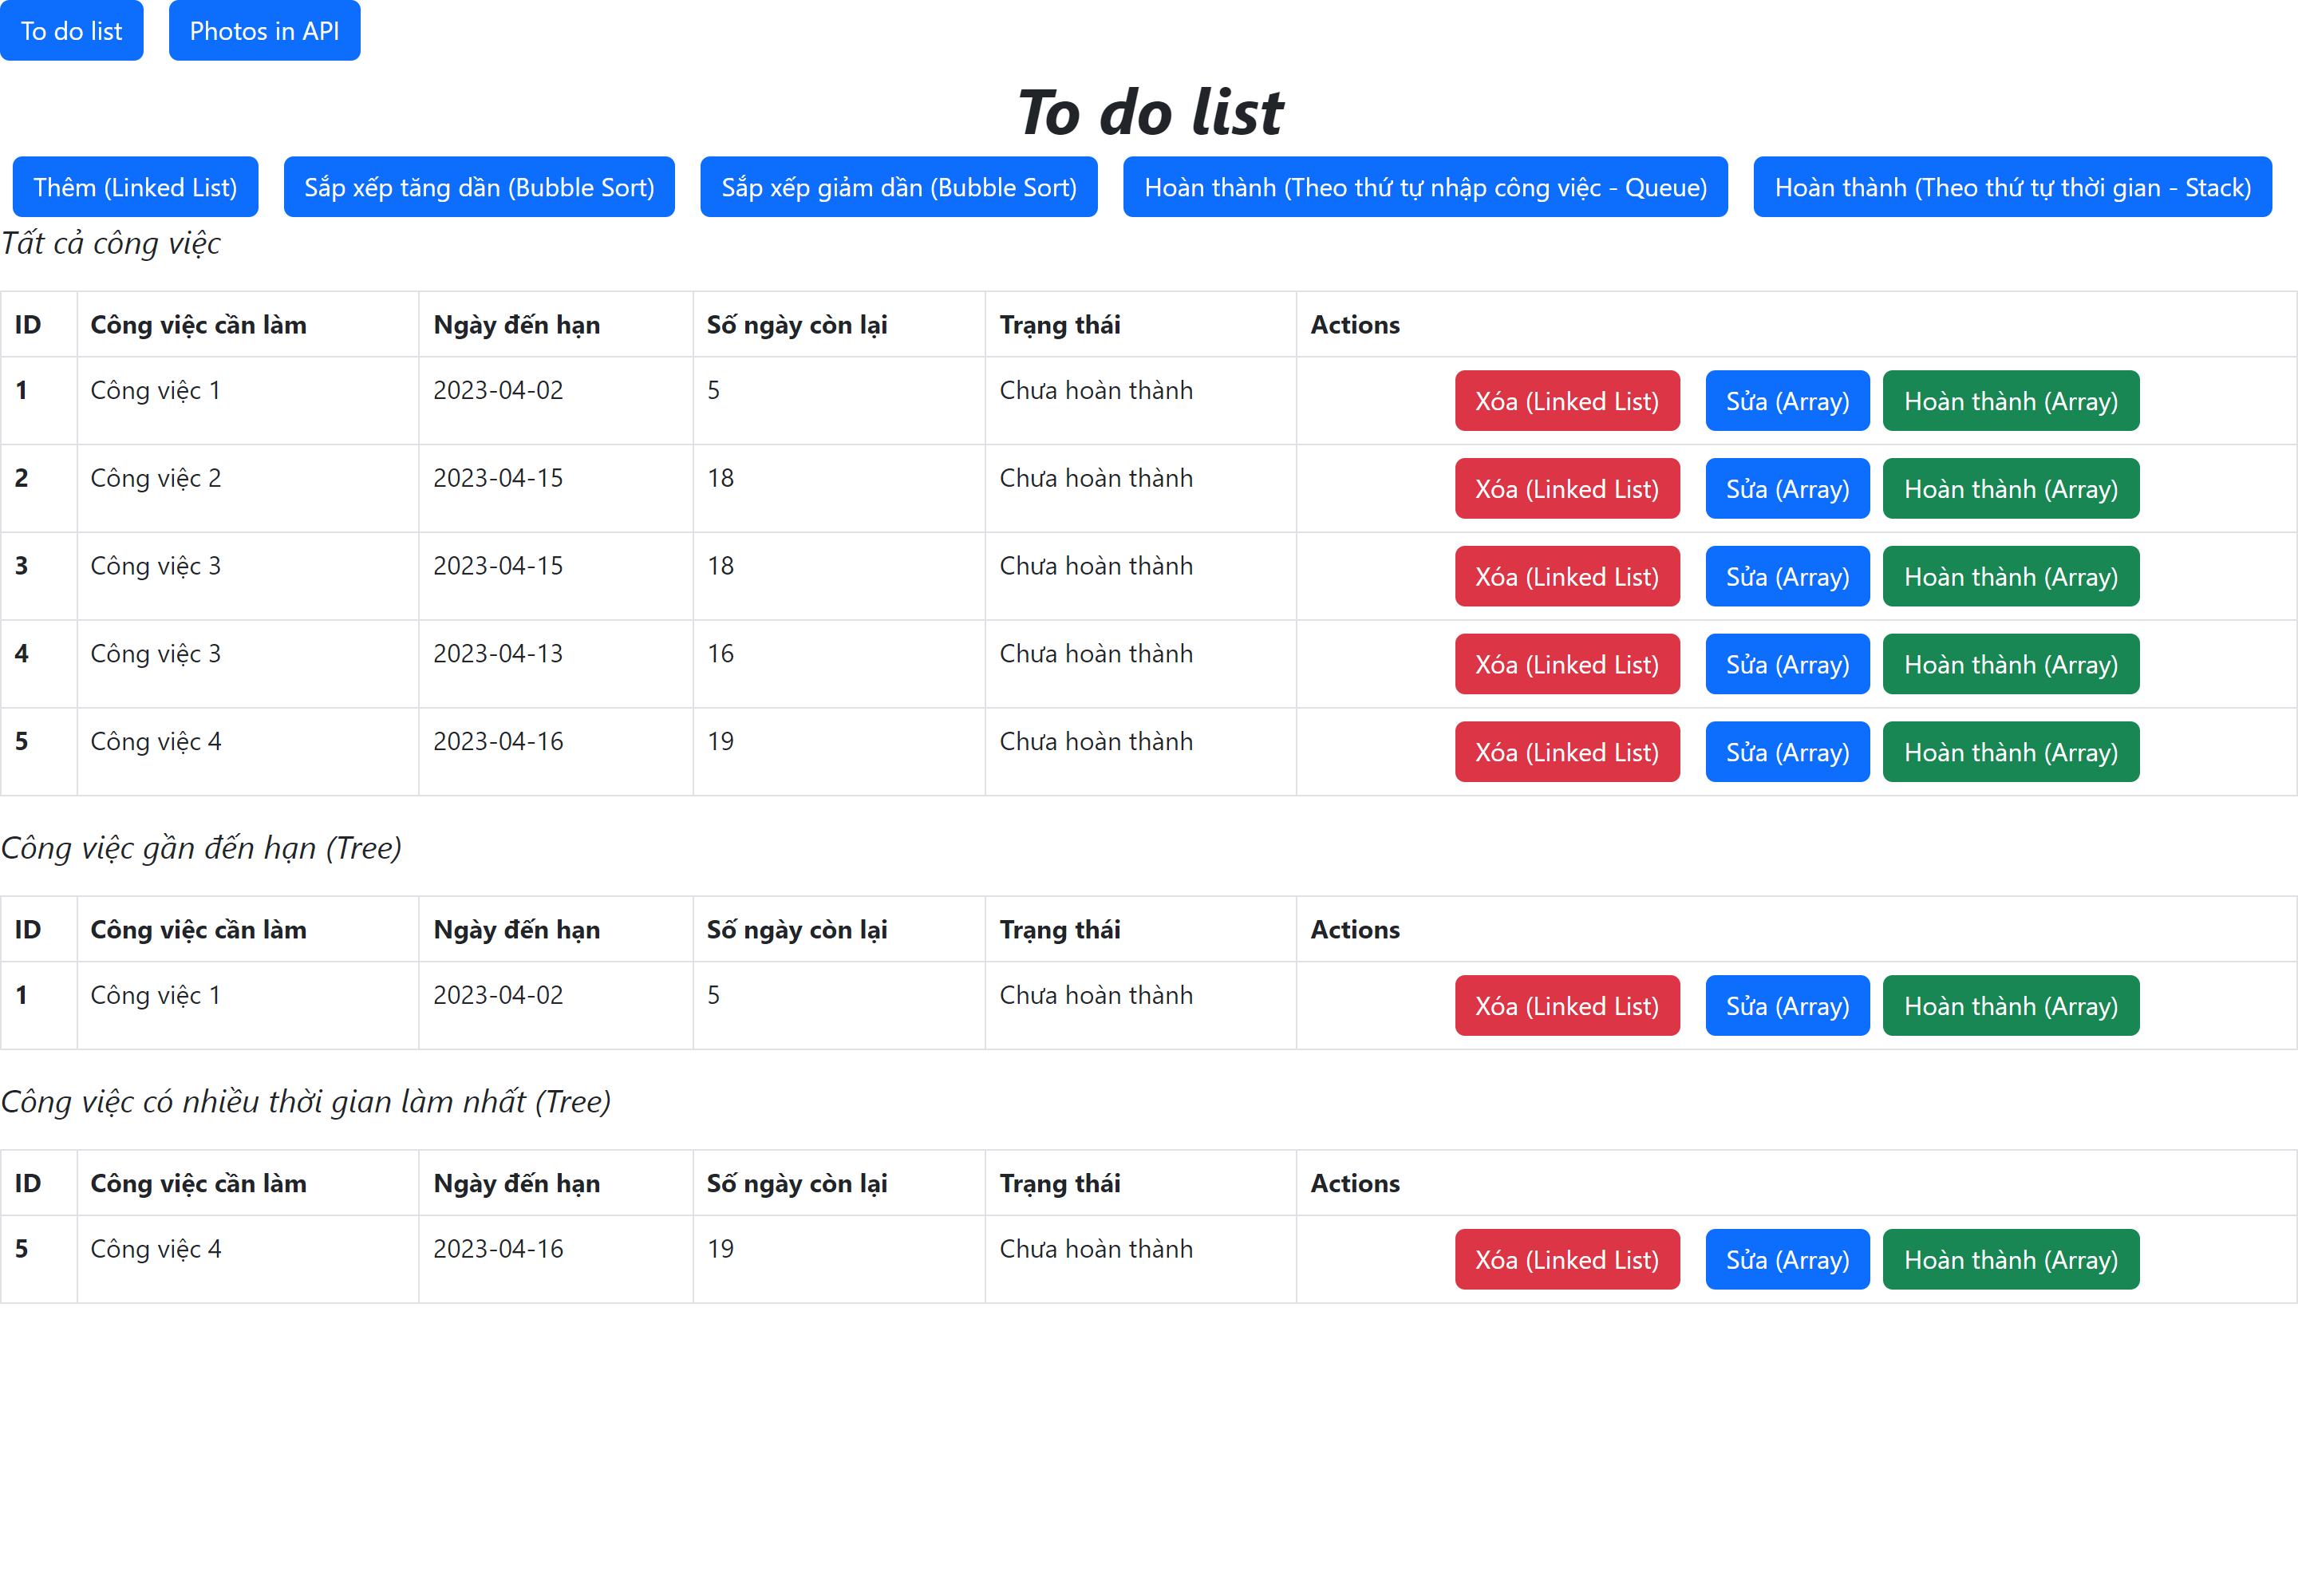 To do list Photos in API
To do list
Thêm (Linked List) Sắp xếp tăng dần (Bubble Sort) Sắp xếp giảm dần (Bubble Sort) Hoàn thành (Theo thứ tự nhập công việc - Queue) Hoàn thành (Theo thứ tự thời gian - Stack)
Tất cả công việc
ID Công việc cần làm Ngày đến hạn Số ngày còn lại Trạng thái Actions
1 Công việc 1 2023-04-02 5 Chưa hoàn thành Xóa (Linked List) Sửa (Array) Hoàn thành (Array)
2 Công việc 2 2023-04-15 18 Chưa hoàn thành Xóa (Linked List) Sửa (Array) Hoàn thành (Array)
3 Công việc 3 2023-04-15 18 Chưa hoàn thành Xóa (Linked List) Sửa (Array) Hoàn thành (Array)
4 Công việc 3 2023-04-13 16 Chưa hoàn thành Xóa (Linked List) Sửa (Array) Hoàn thành (Array)
5 Công việc 4 2023-04-16 19 Chưa hoàn thành Xóa (Linked List) Sửa (Array) Hoàn thành (Array)
Công việc gần đến hạn (Tree)
ID Công việc cần làm Ngày đến hạn Số ngày còn lại Trạng thái Actions
1 Công việc 1 2023-04-02 5 Chưa hoàn thành Xóa (Linked List) Sửa (Array) Hoàn thành (Array)
Công việc có nhiều thời gian làm nhất (Tree)
ID Công việc cần làm Ngày đến hạn Số ngày còn lại Trạng thái Actions
5 Công việc 4 2023-04-16 19 Chưa hoàn thành Xóa (Linked List) Sửa (Array) Hoàn thành (Array)